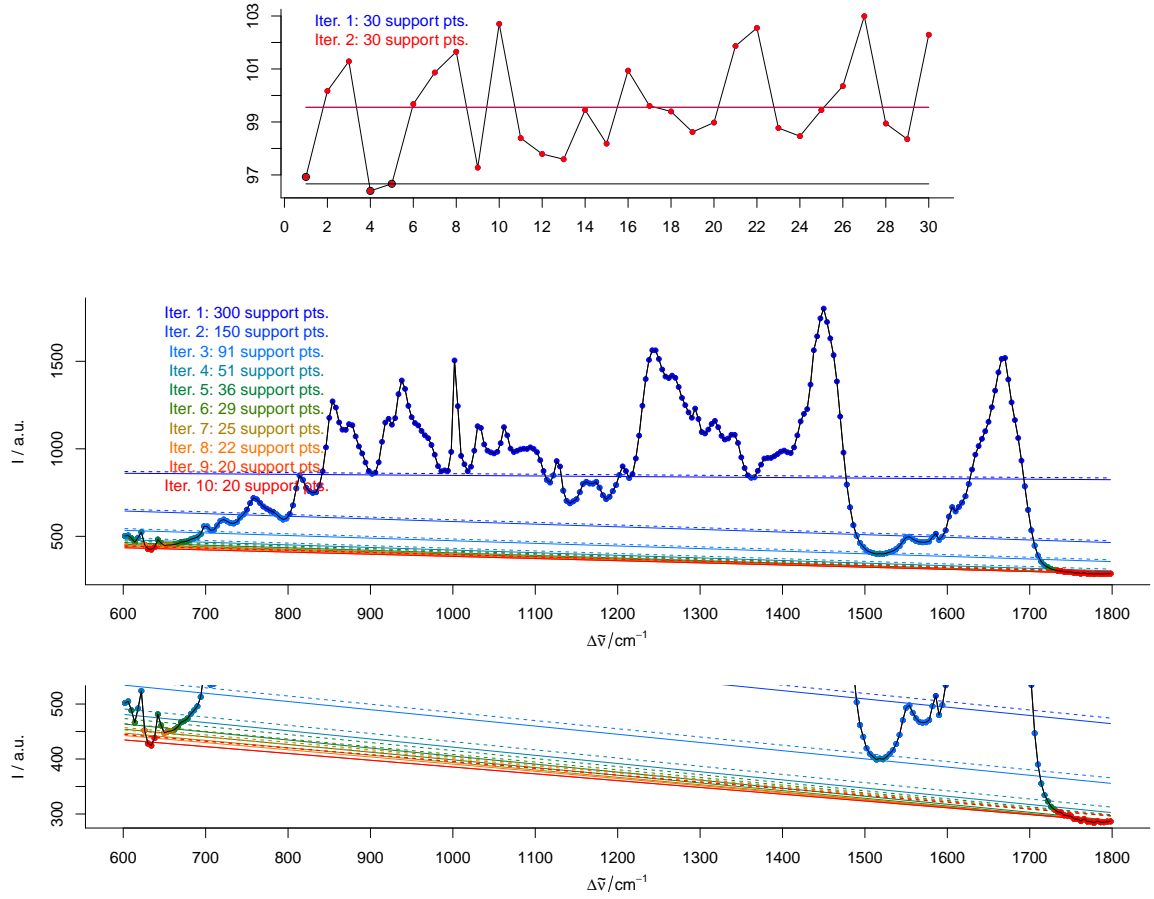 103
101
99
97
Iter. 1: 30 support pts.
Iter. 2: 30 support pts.
0 2 4 6 8 10 12 14 16 18 20 22 24 26 28 30
I / a.u.
1500
1000
500
Iter. 1: 300 support pts.
Iter. 2: 150 support pts.
Iter. 3: 91 support pts.
Iter. 4: 51 support pts.
Iter. 5: 36 support pts.
Iter. 6: 29 support pts.
Iter. 7: 25 support pts.
Iter. 8: 22 support pts.
Iter. 9: 20 support pts.
Iter. 10: 20 support pts.
600 700 800 900 1000 1100 1200 1300 1400 1500 1600 1700 1800
Δν̃/cm⁻¹
I / a.u.
500
400
300
600 700 800 900 1000 1100 1200 1300 1400 1500 1600 1700 1800
Δν̃/cm⁻¹